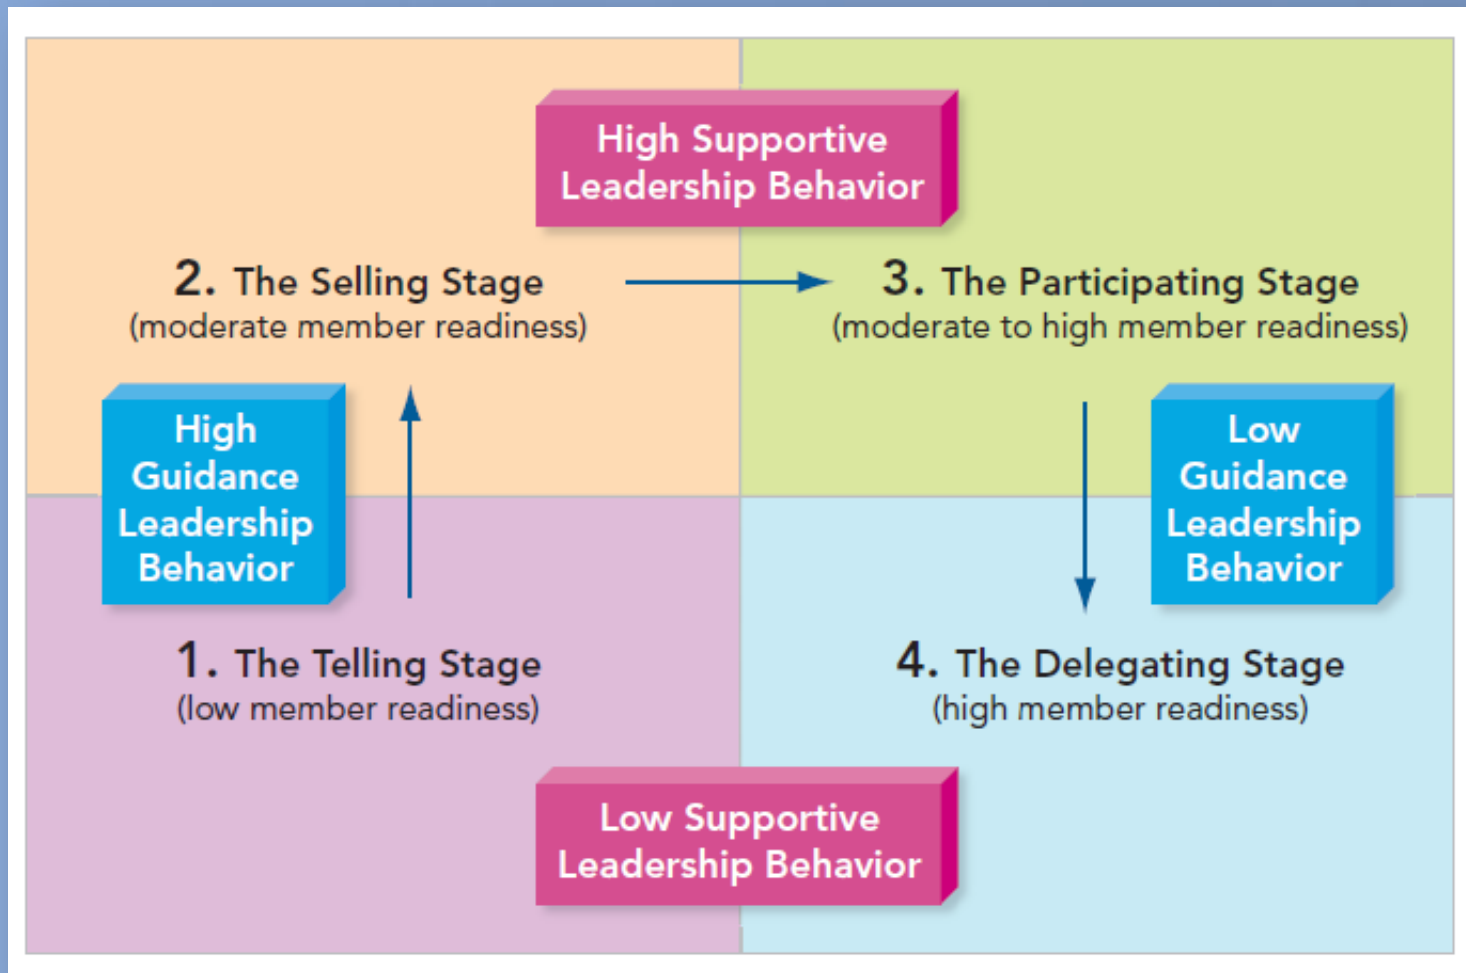 High Supportive
Leadership Behavior
2. The Selling Stage
(moderate member readiness)
3. The Participating Stage
(moderate to high member readiness)
High
Guidance
Leadership
Behavior
Low
Guidance
Leadership
Behavior
1. The Telling Stage
(low member readiness)
4. The Delegating Stage
(high member readiness)
Low Supportive
Leadership Behavior